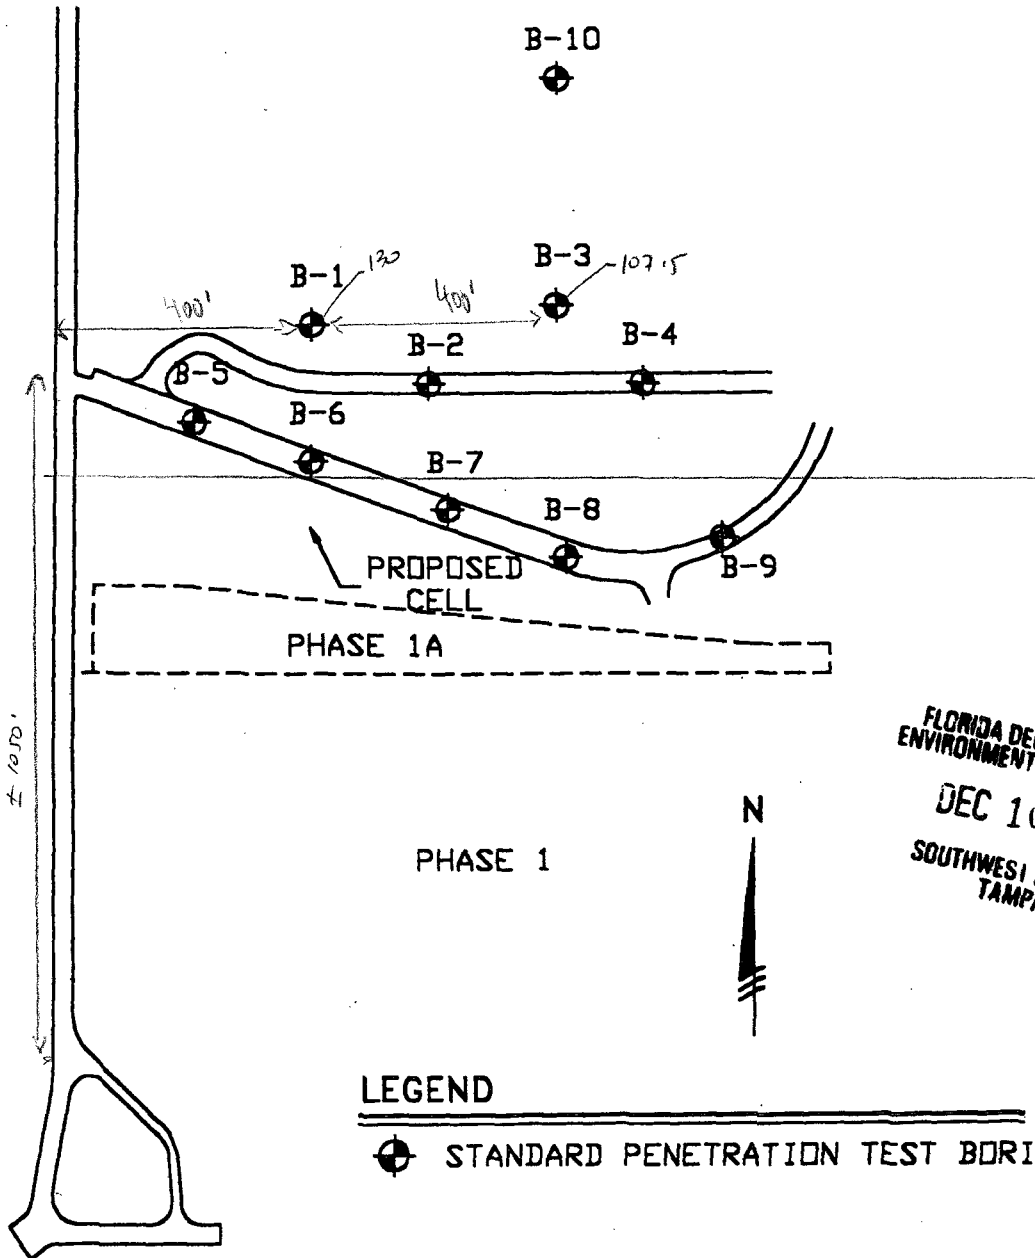 B-10
B-3
107.5
B-1
130
400'
400'
B-2
B-4
B-5
B-6
B-7
B-8
B-9
PROPOSED
CELL
PHASE 1A
± 1050'
FLORIDA DE
ENVIRONMENT
DEC 1
SOUTHWEST
TAMP
N
PHASE 1
LEGEND
STANDARD PENETRATION TEST BORI